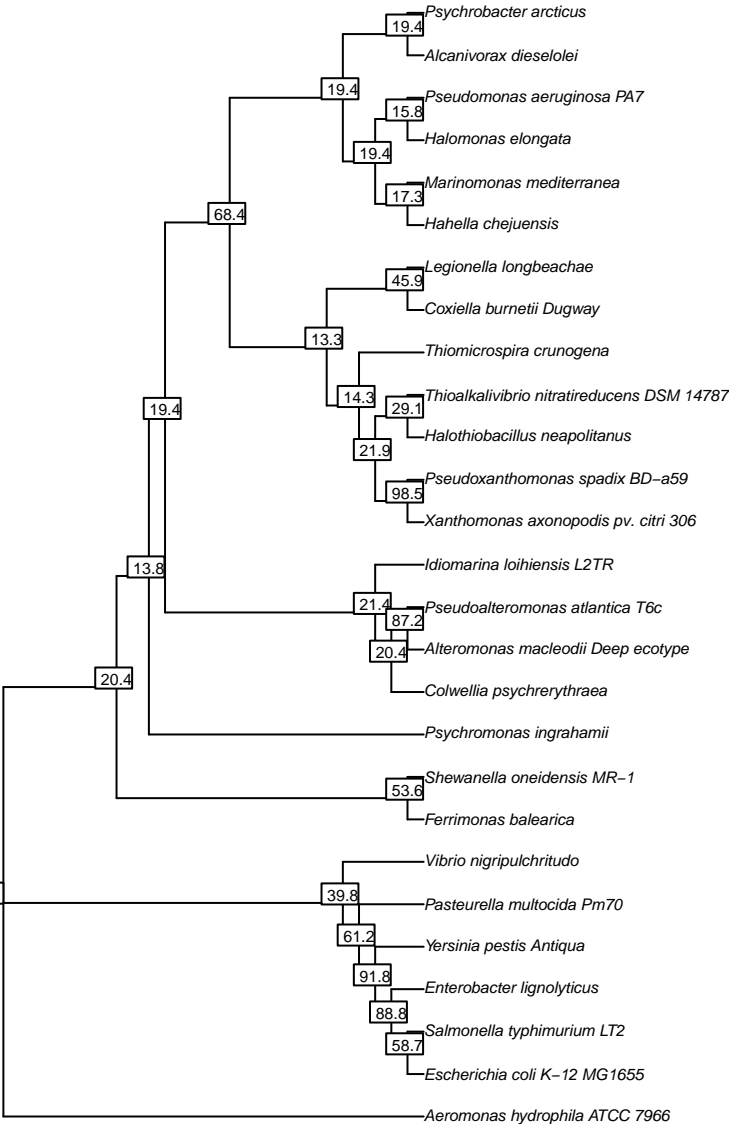 Psychrobacter arcticus
19.4
Alcanivorax dieselolei
19.4
Pseudomonas aeruginosa PA7
15.8
Halomonas elongata
19.4
Marinomonas mediterranea
17.3
68.4
Hahella chejuensis
Legionella longbeachae
45.9
Coxiella burnetii Dugway
13.3
Thiomicrospira crunogena
14.3
Thioalkalivibrio nitratireducens DSM 14787
19.4
29.1
Halothiobacillus neapolitanus
21.9
Pseudoxanthomonas spadix BD−a59
98.5
Xanthomonas axonopodis pv. citri 306
13.8
Idiomarina loihiensis L2TR
21.4
Pseudoalteromonas atlantica T6c
87.2
Alteromonas macleodii Deep ecotype
20.4
20.4
Colwellia psychrerythraea
Psychromonas ingrahamii
Shewanella oneidensis MR−1
53.6
Ferrimonas balearica
Vibrio nigripulchritudo
39.8
Pasteurella multocida Pm70
61.2
Yersinia pestis Antiqua
91.8
Enterobacter lignolyticus
88.8
Salmonella typhimurium LT2
58.7
Escherichia coli K−12 MG1655
Aeromonas hydrophila ATCC 7966